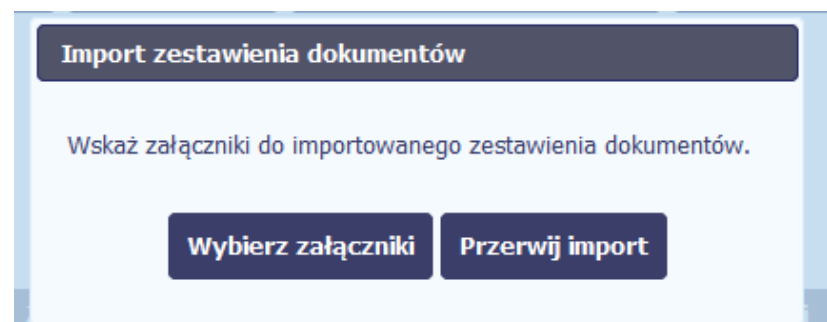 Import zestawienia dokumentów
Wskaż załączniki do importowanego zestawienia dokumentów.
Wybierz załączniki Przerwij import